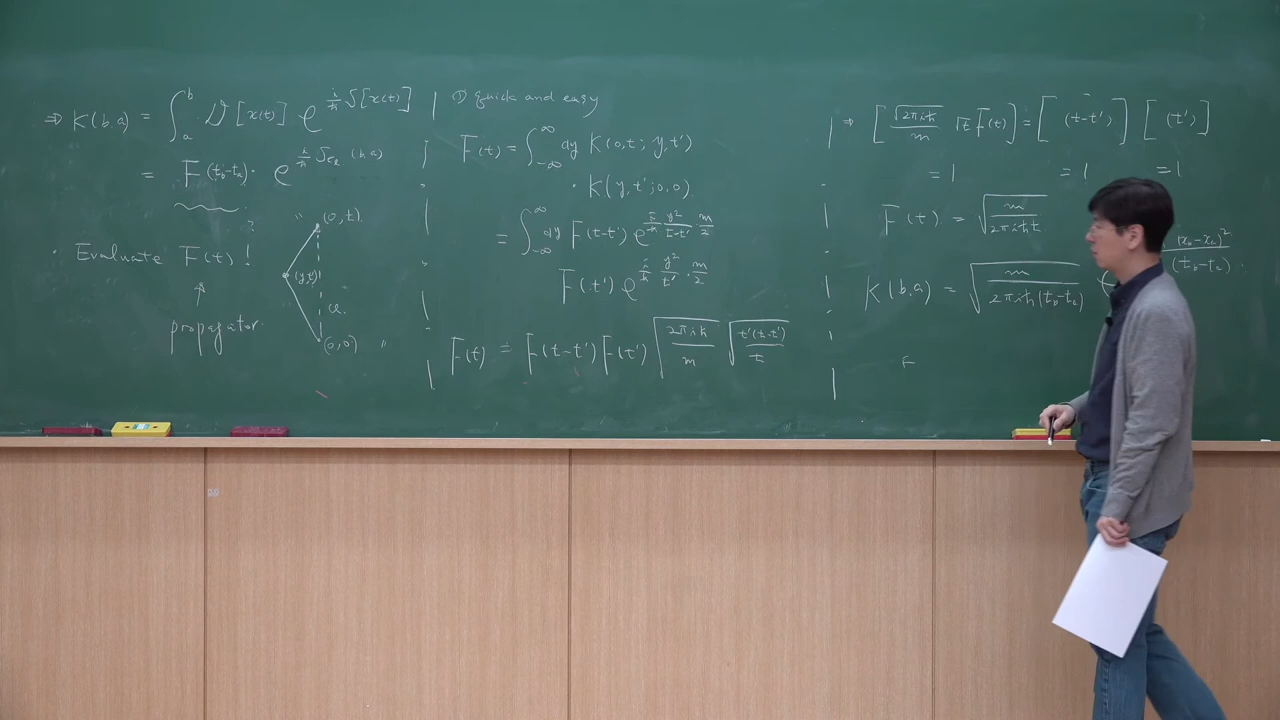 ⇒ K(b,a) = ∫_a^b 𝒟[x(t)] e^{i/ħ S[x(t)]}
= F(t_b-t_a) · e^{i/ħ S_cl (b,a)}
?
· Evaluate F(t) !
↑
propagator
" (0,t)
(y,t')
cl.
(0,0) "
① quick and easy
F(t) = ∫_{-∞}^{∞} dy K(0,t; y,t')
· K(y,t';0,0)
= ∫_{-∞}^{∞} dy F(t-t') e^{i/ħ y²/(t-t') m/2}
F(t') e^{i/ħ y²/t' · m/2}
F(t) = F(t-t') F(t') √(2πiħ/m) √(t'(t-t')/t)
⇒ [√(2πiħ/m) √t F(t)] = [ (t-t') ] [ (t') ]
= 1 = 1 = 1
F(t) = √(m/(2πiħt))
K(b,a) = √(m/(2πiħ(t_b-t_a))) (x_b-x_a)²/(t_b-t_a)
F